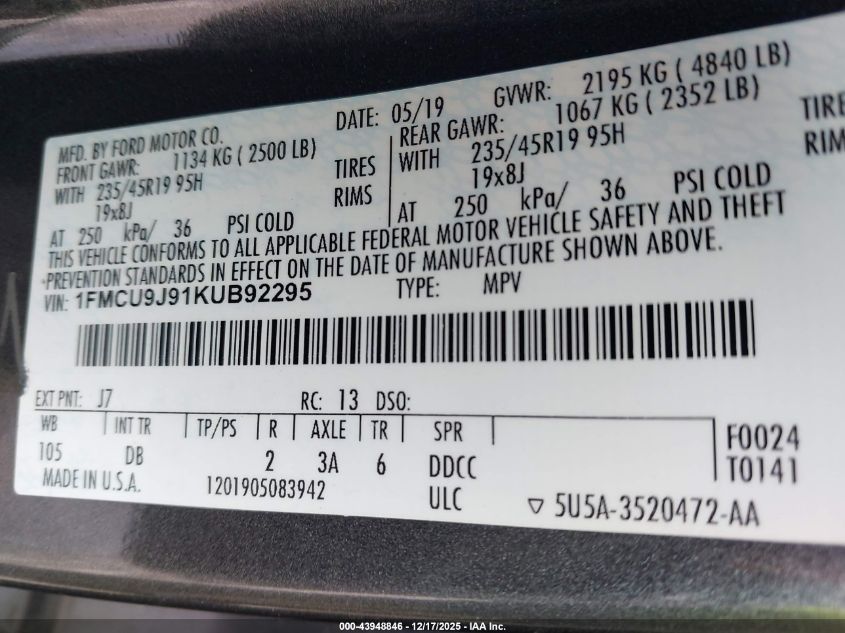 MFD. BY FORD MOTOR CO. DATE: 05/19 GVWR: 2195 KG ( 4840 LB)
FRONT GAWR: 1134 KG ( 2500 LB) REAR GAWR: 1067 KG ( 2352 LB)
WITH 235/45R19 95H TIRES WITH 235/45R19 95H TIRE
19x8J RIMS 19x8J RIM
AT 250 kPa/ 36 PSI COLD AT 250 kPa/ 36 PSI COLD
THIS VEHICLE CONFORMS TO ALL APPLICABLE FEDERAL MOTOR VEHICLE SAFETY AND THEFT
PREVENTION STANDARDS IN EFFECT ON THE DATE OF MANUFACTURE SHOWN ABOVE.
VIN: 1FMCU9J91KUB92295 TYPE: MPV
EXT PNT: J7 RC: 13 DSO:
WB INT TR TP/PS R AXLE TR SPR F0024
105 DB 2 3A 6 DDCC T0141
MADE IN U.S.A. 1201905083942 ULC ▽ 5U5A-3520472-AA
000-43948846 - 12/17/2025 - IAA Inc.